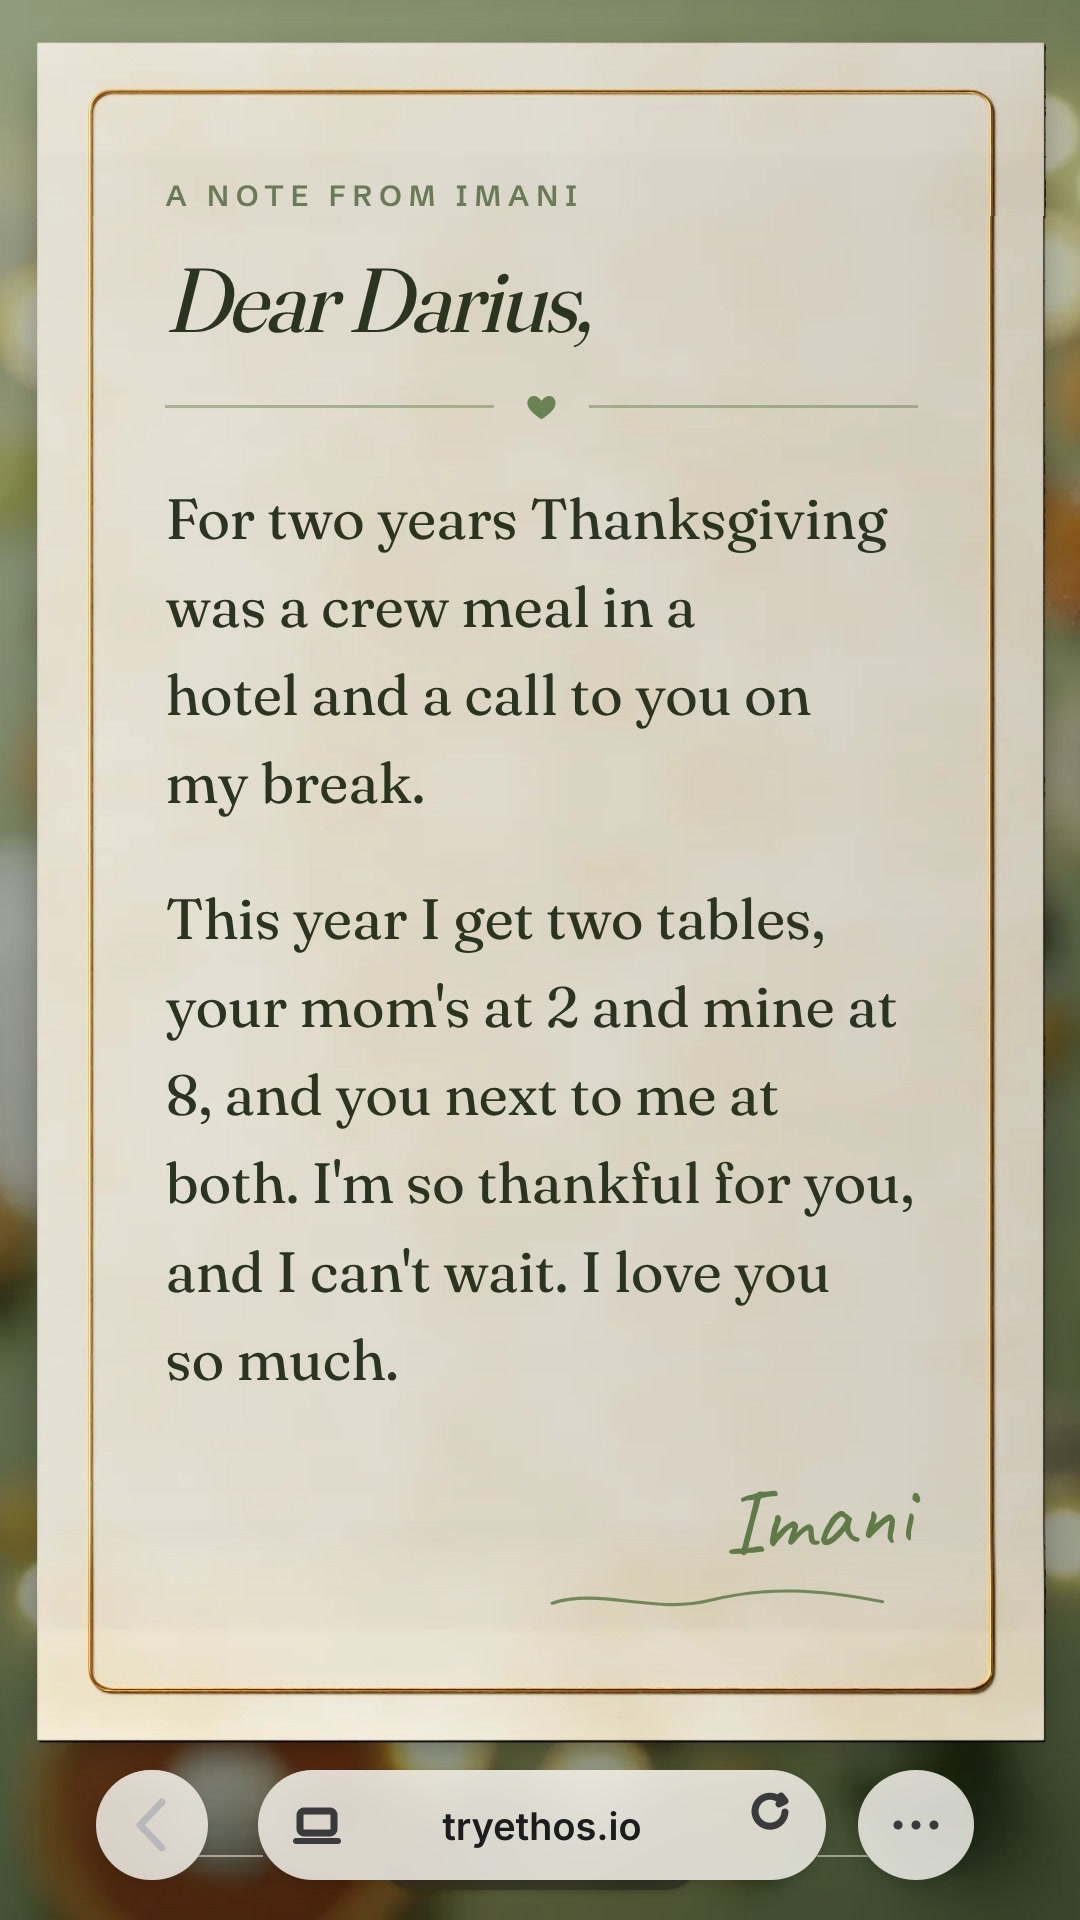 A NOTE FROM IMANI
Dear Darius,
For two years Thanksgiving
was a crew meal in a
hotel and a call to you on
my break.
This year I get two tables,
your mom's at 2 and mine at
8, and you next to me at
both. I'm so thankful for you,
and I can't wait. I love you
so much.
Imani
tryethos.io